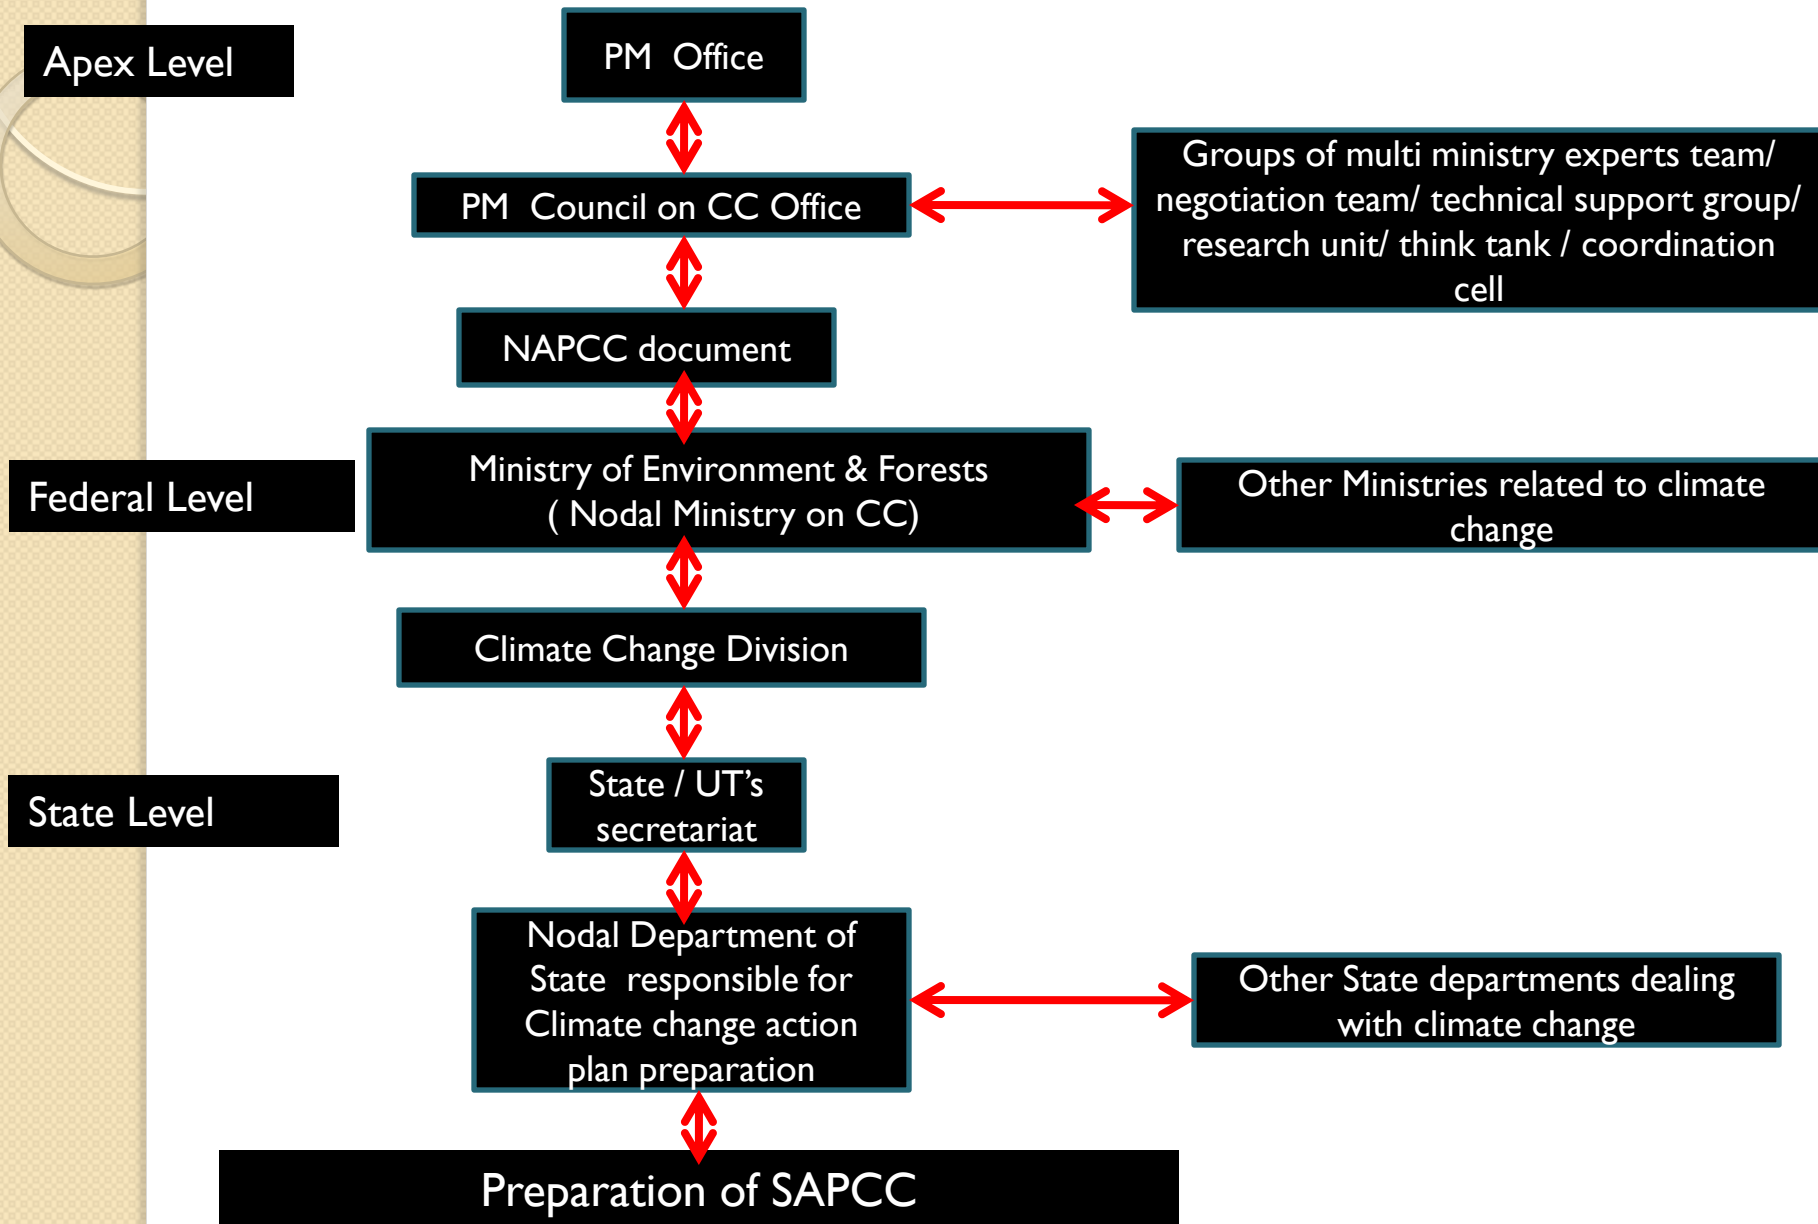 Apex Level
PM Office
PM Council on CC Office
Groups of multi ministry experts team/
negotiation team/ technical support group/
research unit/ think tank / coordination
cell
NAPCC document
Federal Level
Ministry of Environment & Forests
( Nodal Ministry on CC)
Other Ministries related to climate
change
Climate Change Division
State Level
State / UT’s
secretariat
Nodal Department of
State responsible for
Climate change action
plan preparation
Other State departments dealing
with climate change
Preparation of SAPCC